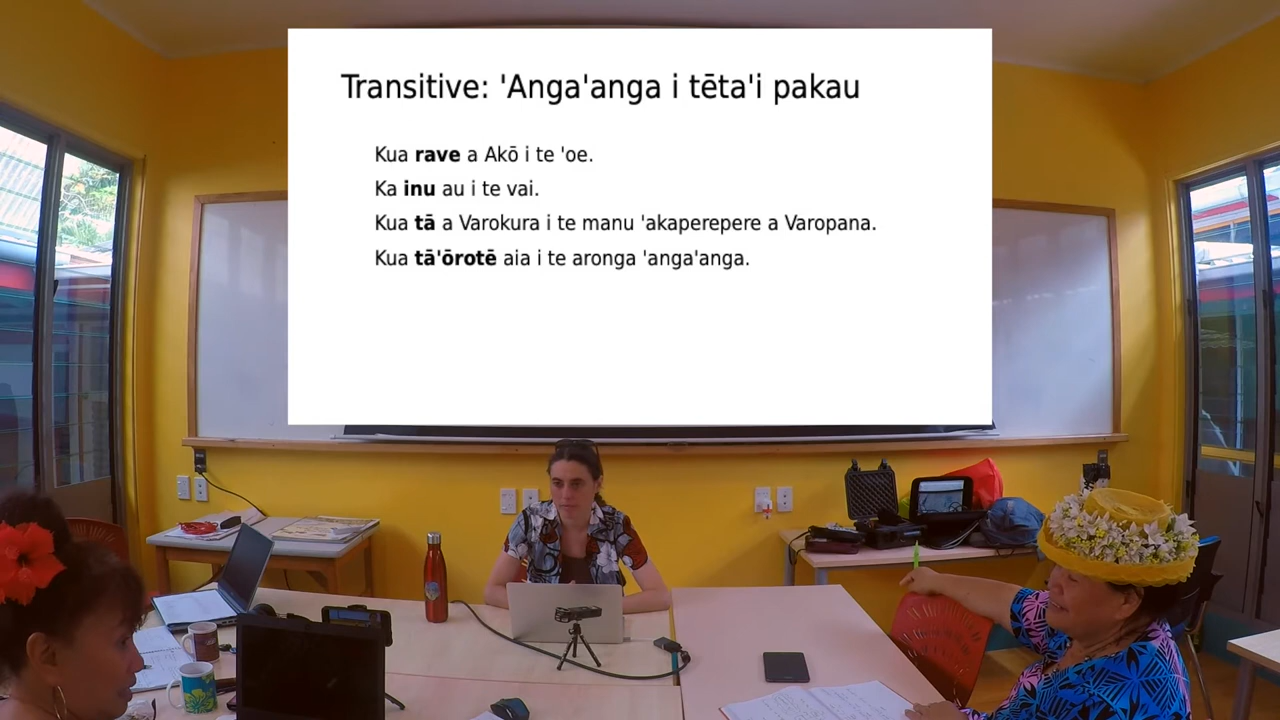 Transitive: 'Anga'anga i tēta'i pakau
Kua rave a Akō i te 'oe.
Ka inu au i te vai.
Kua tā a Varokura i te manu 'akaperepere a Varopana.
Kua tā'ōrotē aia i te aronga 'anga'anga.